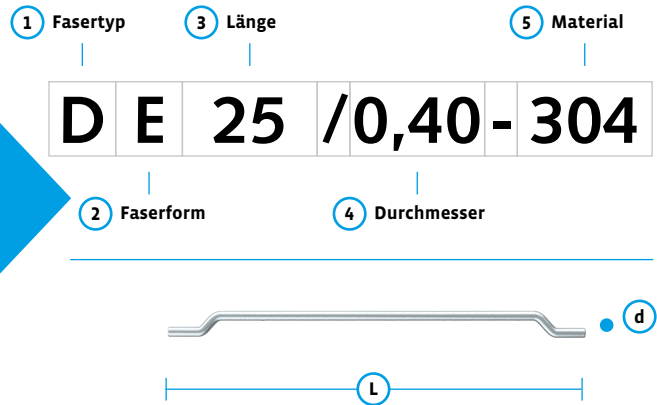 1 Fasertyp 3 Länge 5 Material
D E 25 /0,40-304
2 Faserform 4 Durchmesser
d
L